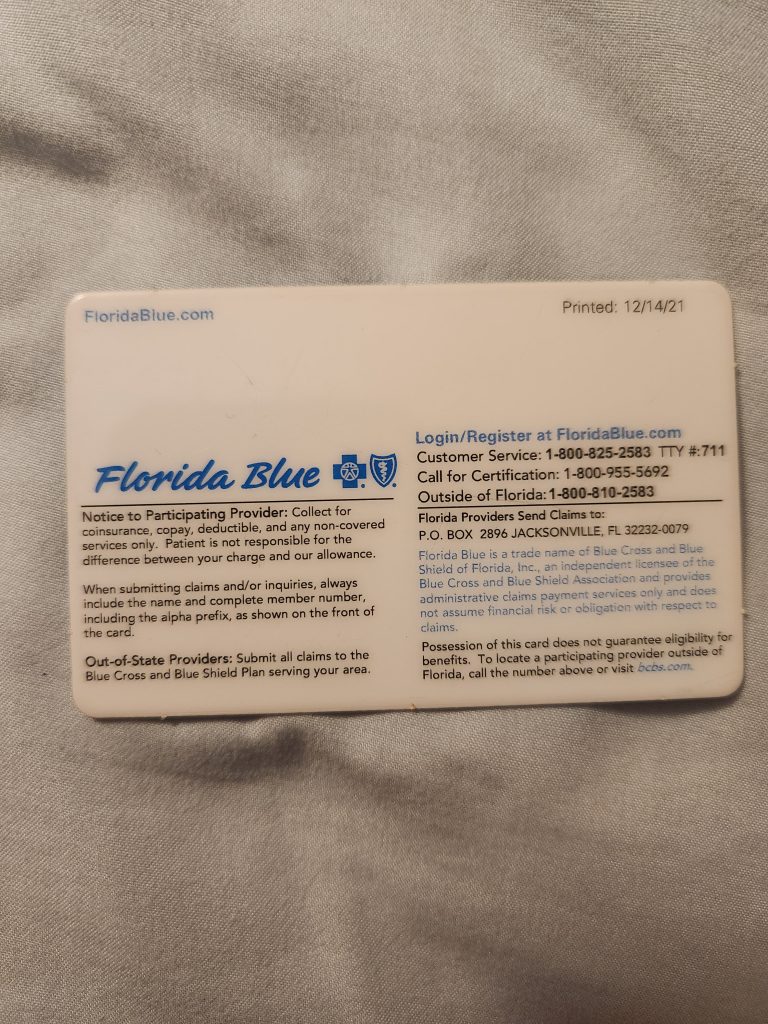 FloridaBlue.com
Printed: 12/14/21
Florida Blue
Notice to Participating Provider: Collect for
coinsurance, copay, deductible, and any non-covered
services only. Patient is not responsible for the
difference between your charge and our allowance.
When submitting claims and/or inquiries, always
include the name and complete member number,
including the alpha prefix, as shown on the front of
the card.
Out-of-State Providers: Submit all claims to the
Blue Cross and Blue Shield Plan serving your area.
Login/Register at FloridaBlue.com
Customer Service: 1-800-825-2583 TTY #:711
Call for Certification: 1-800-955-5692
Outside of Florida: 1-800-810-2583
Florida Providers Send Claims to:
P.O. BOX 2896 JACKSONVILLE, FL 32232-0079
Florida Blue is a trade name of Blue Cross and Blue
Shield of Florida, Inc., an independent licensee of the
Blue Cross and Blue Shield Association and provides
administrative claims payment services only and does
not assume financial risk or obligation with respect to
claims.
Possession of this card does not guarantee eligibility for
benefits. To locate a participating provider outside of
Florida, call the number above or visit bcbs.com.